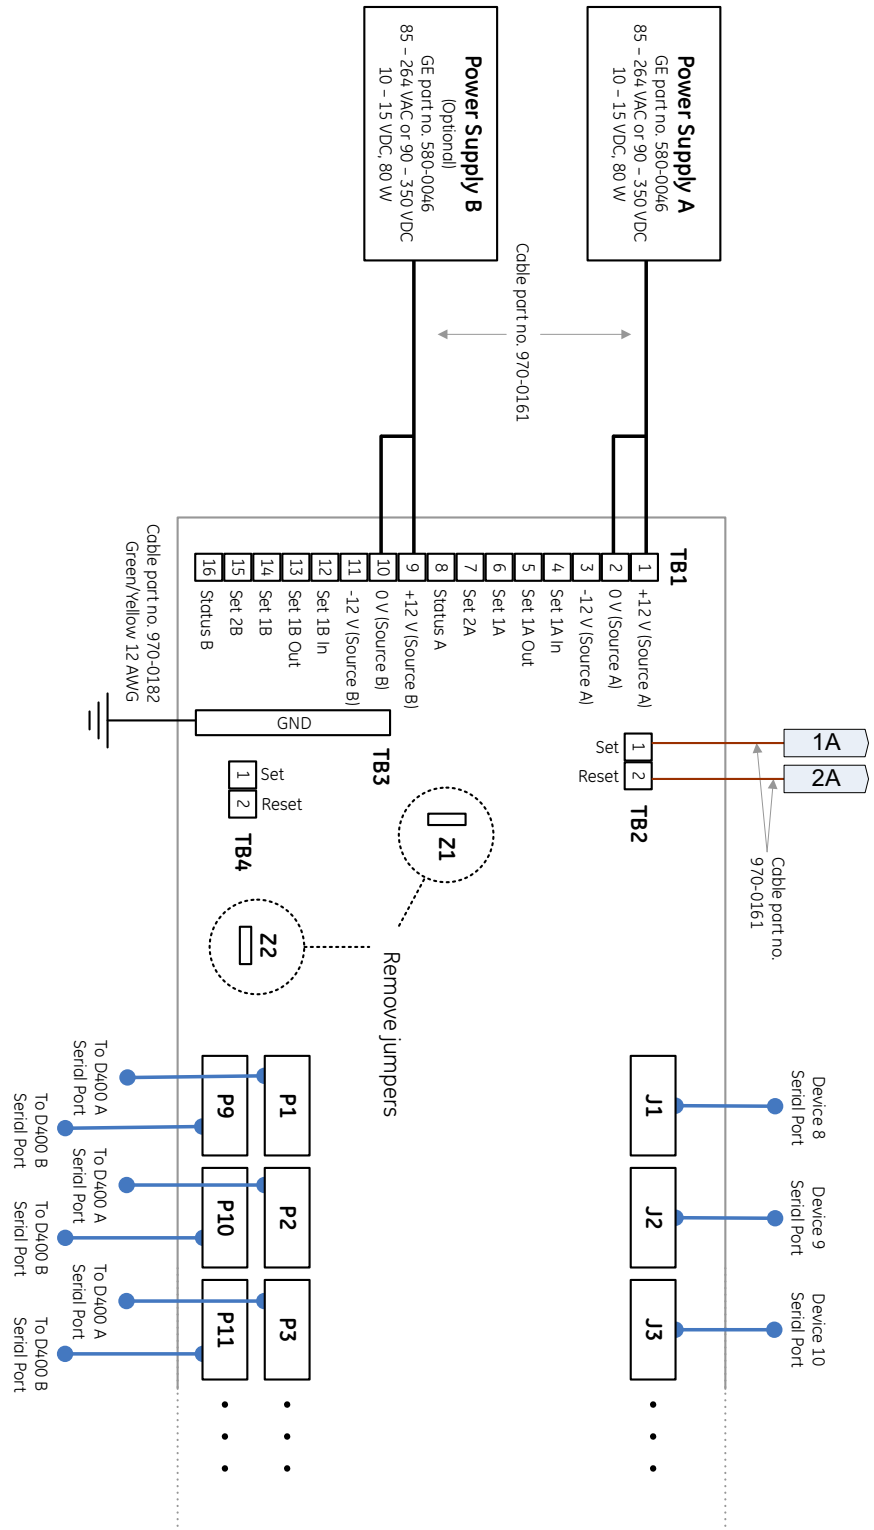 Power Supply A
GE part no. 580-0046
85 – 264 VAC or 90 – 350 VDC
10 – 15 VDC, 80 W
Power Supply B
(Optional)
GE part no. 580-0046
85 – 264 VAC or 90 – 350 VDC
10 – 15 VDC, 80 W
Cable part no. 970-0161
TB1
1 +12 V (Source A)
2 0 V (Source A)
3 -12 V (Source A)
4 Set 1A In
5 Set 1A Out
6 Set 1A
7 Set 2A
8 Status A
9 +12 V (Source B)
10 0 V (Source B)
11 -12 V (Source B)
12 Set 1B In
13 Set 1B Out
14 Set 1B
15 Set 2B
16 Status B
Cable part no. 970-0182
Green/Yellow 12 AWG
GND
TB3
1A
2A
Set 1
Reset 2
TB2
Cable part no.
970-0161
1 Set
2 Reset
TB4
Z1
Z2
Remove jumpers
Device 8
Serial Port
Device 9
Serial Port
Device 10
Serial Port
J1
J2
J3
P1
P2
P3
P9
P10
P11
To D400 A
Serial Port
To D400 B
Serial Port
To D400 A
Serial Port
To D400 B
Serial Port
To D400 A
Serial Port
To D400 B
Serial Port